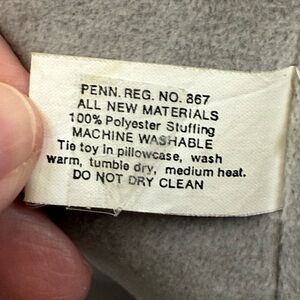 PENN. REG. NO. 867
ALL NEW MATERIALS
100% Polyester Stuffing
MACHINE WASHABLE
Tie toy in pillowcase, wash
warm, tumble dry, medium heat.
DO NOT DRY CLEAN